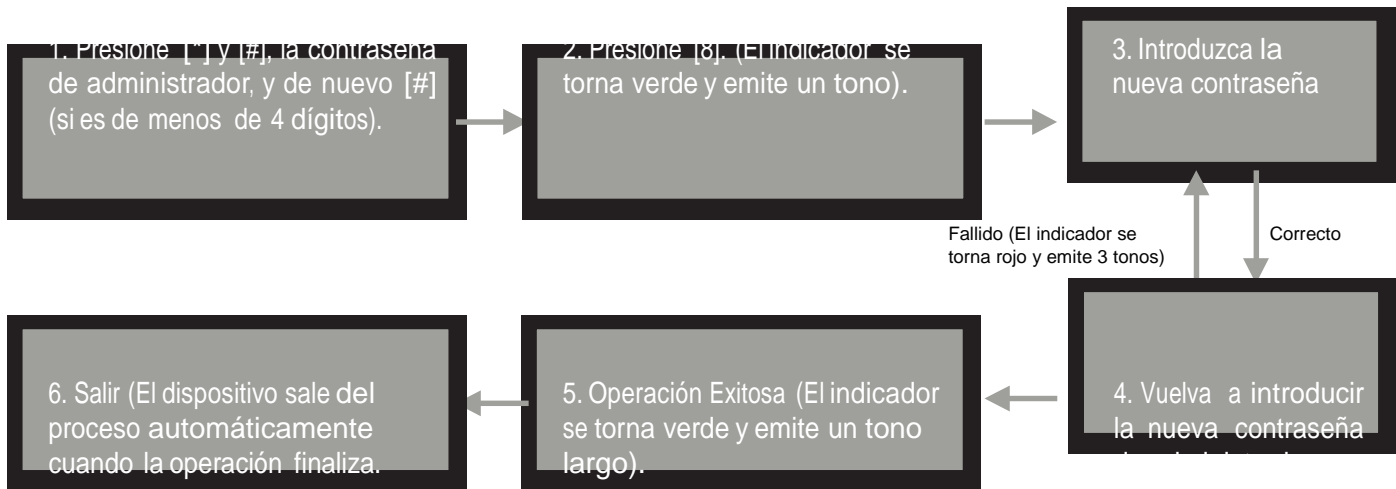 1. Presione [*] y [#], la contraseña
de administrador, y de nuevo [#]
(si es de menos de 4 dígitos).
2. Presione [8]. (El indicador se
torna verde y emite un tono).
3. Introduzca la
nueva contraseña
Fallido (El indicador se
torna rojo y emite 3 tonos)
Correcto
4. Vuelva a introducir
la nueva contraseña
5. Operación Exitosa (El indicador
se torna verde y emite un tono
largo).
6. Salir (El dispositivo sale del
proceso automáticamente
cuando la operación finaliza.